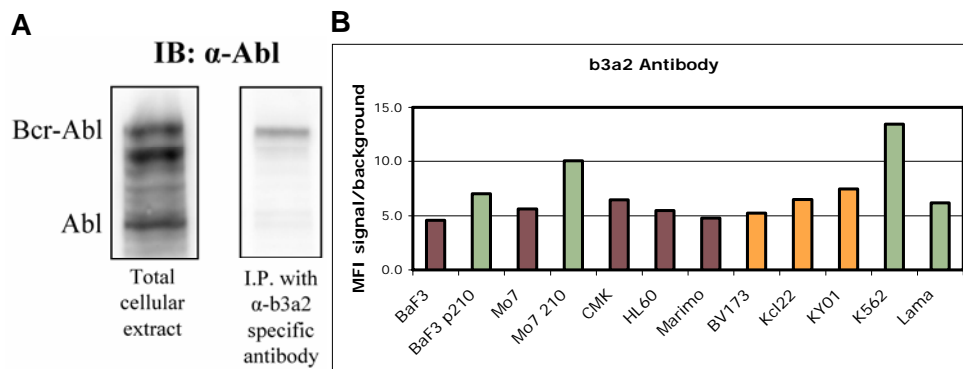 A
IB: α-Abl
Bcr-Abl
Abl
Total
cellular
extract
I.P. with
α-b3a2
specific
antibody
B
b3a2 Antibody
MFI signal/background
15.0
10.0
5.0
0.0
BaF3
BaF3 p210
Mo7
Mo7 210
CMK
HL60
Marimo
BV173
Kcl22
KYO1
K562
Lama